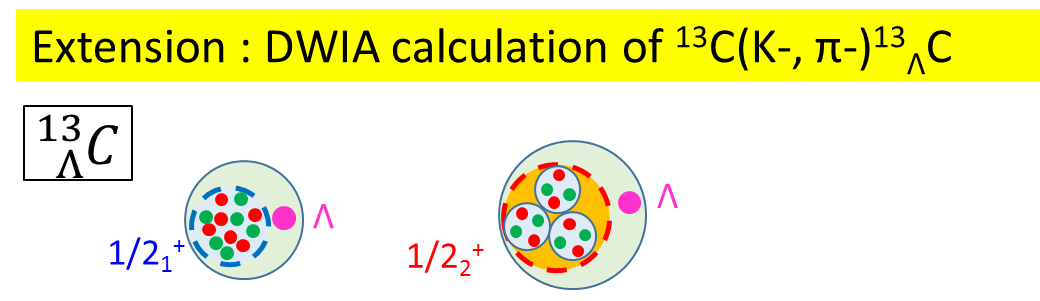 Extension : DWIA calculation of ¹³C(K-, π-)¹³ΛC
¹³ΛC
Λ
1/2₁⁺
Λ
1/2₂⁺